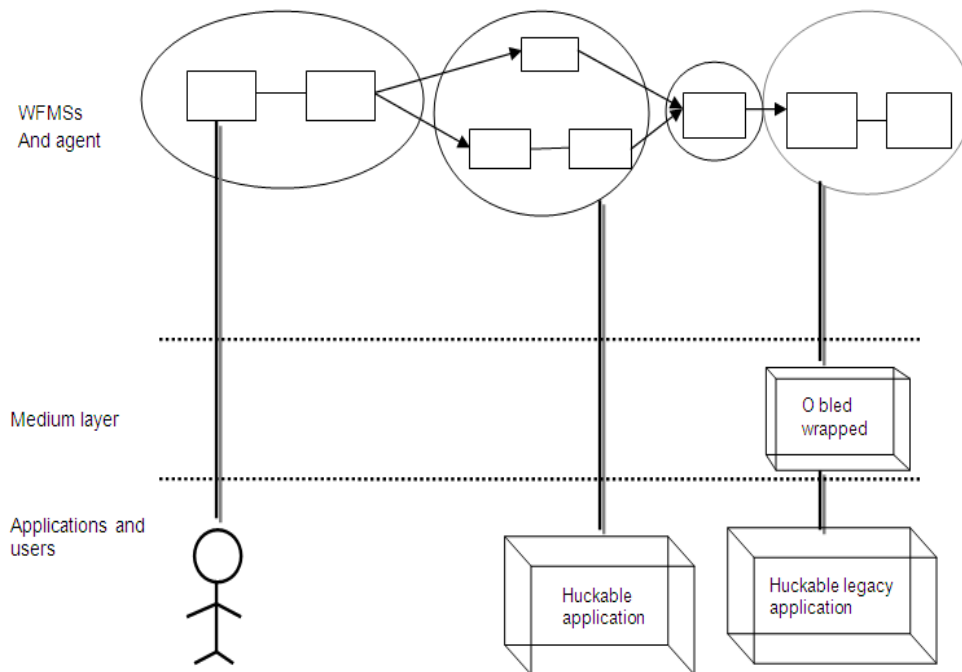 WFMSs
And agent
Medium layer
O bled
wrapped
Applications and
users
Huckable
application
Huckable legacy
application